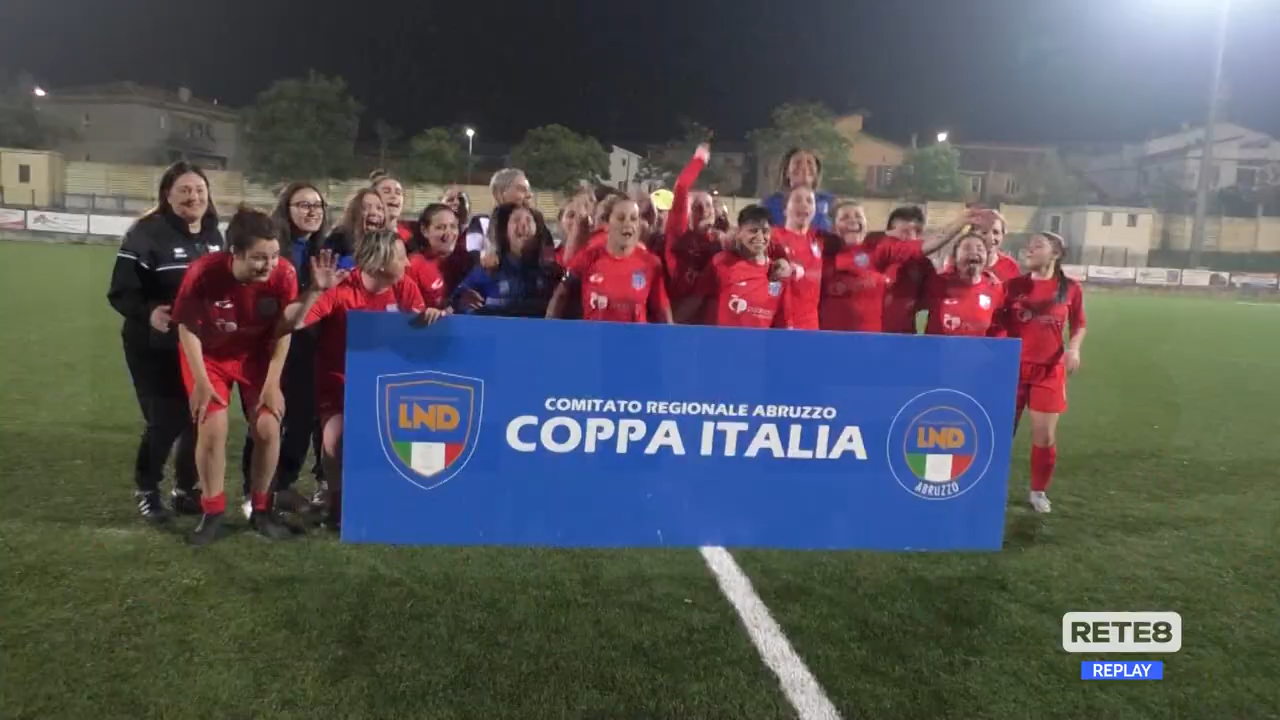 COMITATO REGIONALE ABRUZZO
COPPA ITALIA
LND
LND
ABRUZZO
RETE8
REPLAY